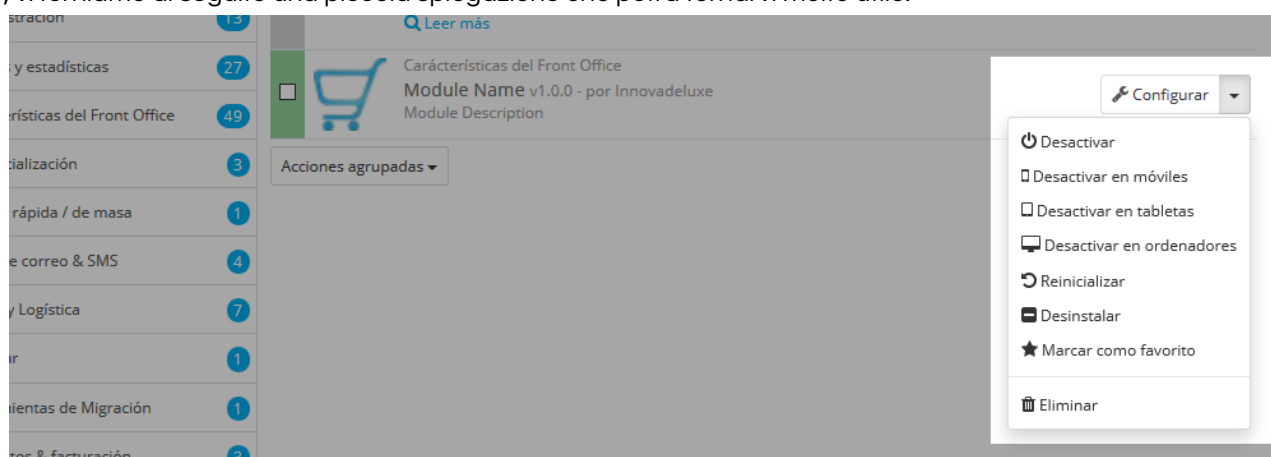 stración 13
Leer más
y estadísticas 27
Carácterísticas del Front Office
Module Name v1.0.0 - por Innovadeluxe
Module Description
Configurar
erísticas del Front Office 49
Desactivar
cialización 3
Acciones agrupadas
Desactivar en móviles
rápida / de masa 1
Desactivar en tabletas
Desactivar en ordenadores
e correo & SMS 4
Reinicializar
y Logística 7
Desinstalar
Marcar como favorito
ar 1
ientas de Migración 1
Eliminar